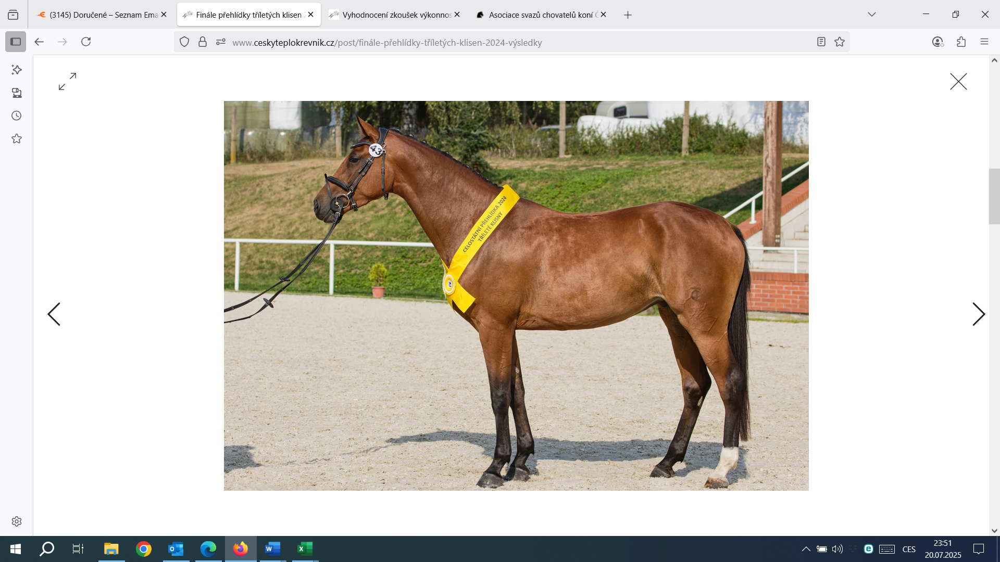 (3145) Doručené – Seznam Ema
Finále přehlídky tříletých klisen 2
Vyhodnocení zkoušek výkonnos
Asociace svazů chovatelů koní Č
www.ceskyteplokrevnik.cz/post/finále-přehlídky-tříletých-klisen-2024-výsledky
43
CELOSTÁTNÍ PŘEHLÍDKA 2024
TŘÍLETÉ KLISNY
CES
23:51
20.07.2025